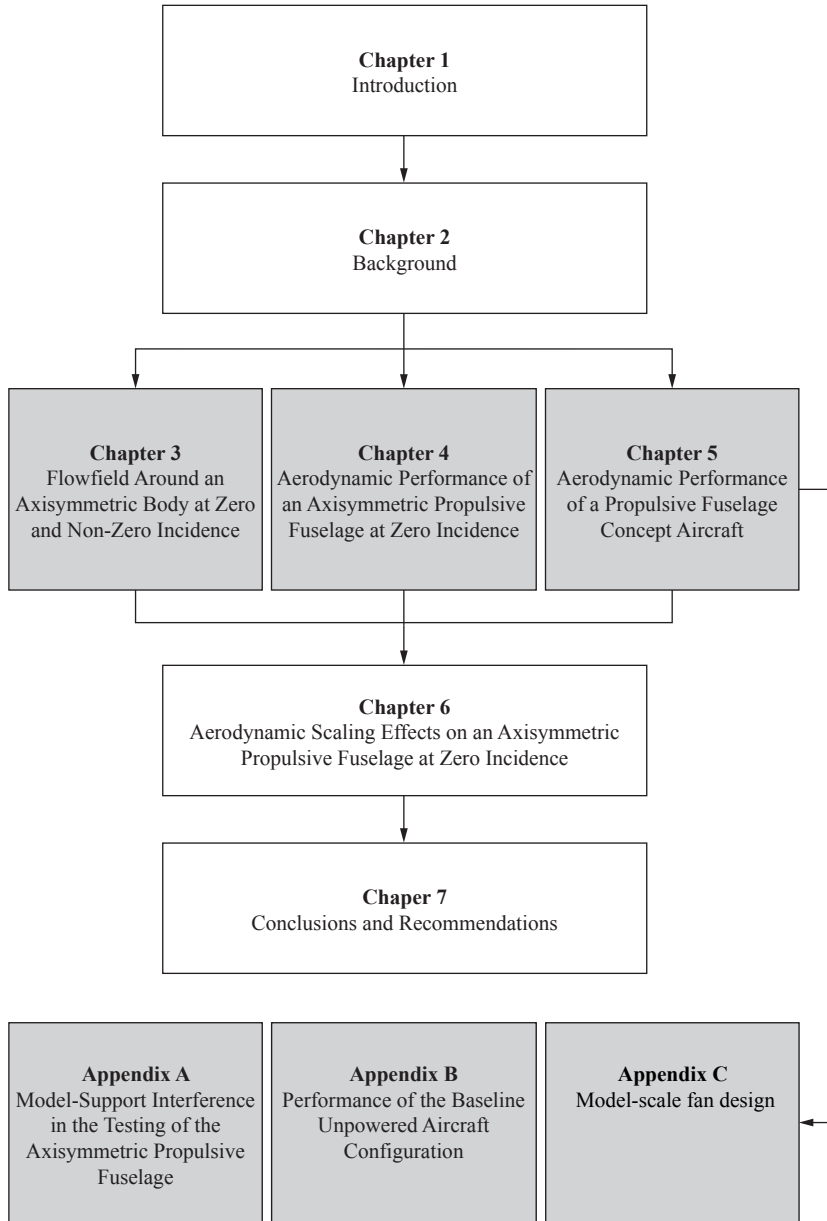 Chapter 1
Introduction
Chapter 2
Background
Chapter 3
Flowfield Around an
Axisymmetric Body at Zero
and Non-Zero Incidence
Chapter 4
Aerodynamic Performance of
an Axisymmetric Propulsive
Fuselage at Zero Incidence
Chapter 5
Aerodynamic Performance
of a Propulsive Fuselage
Concept Aircraft
Chapter 6
Aerodynamic Scaling Effects on an Axisymmetric
Propulsive Fuselage at Zero Incidence
Chaper 7
Conclusions and Recommendations
Appendix A
Model-Support Interference
in the Testing of the
Axisymmetric Propulsive
Fuselage
Appendix B
Performance of the Baseline
Unpowered Aircraft
Configuration
Appendix C
Model-scale fan design